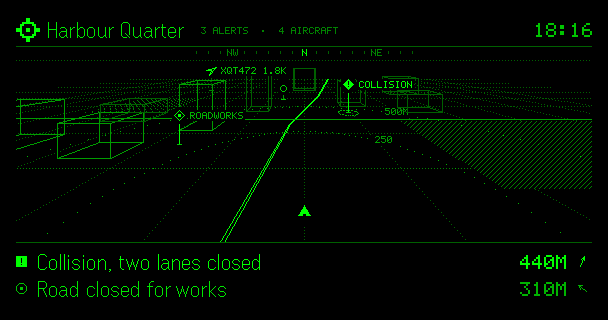 Harbour Quarter 3 ALERTS · 4 AIRCRAFT 18:16
NW N NE
XQT472 1.8K
COLLISION
ROADWORKS
500M
250
Collision, two lanes closed 440M
Road closed for works 310M